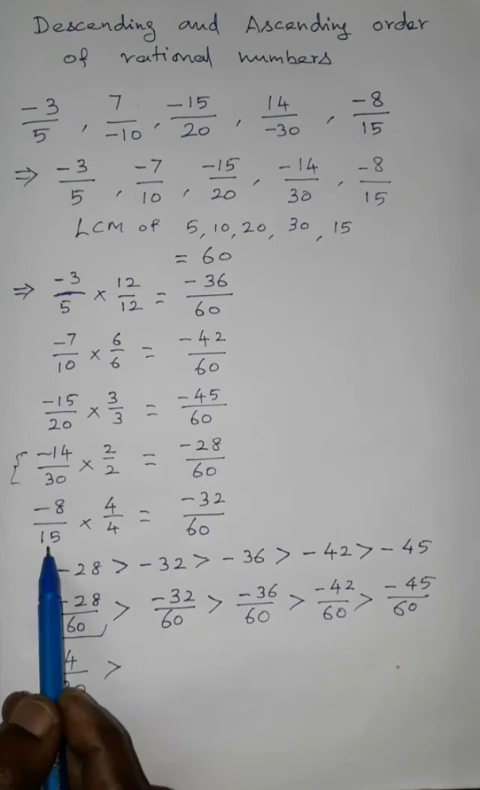 Descending and Ascending order
of rational numbers
-3/5 , 7/-10 , -15/20 , 14/-30 , -8/15
⇒ -3/5 , -7/10 , -15/20 , -14/30 , -8/15
LCM of 5, 10, 20, 30, 15
= 60
⇒ -3/5 × 12/12 = -36/60
-7/10 × 6/6 = -42/60
-15/20 × 3/3 = -45/60
{ -14/30 × 2/2 = -28/60
-8/15 × 4/4 = -32/60
-28 > -32 > -36 > -42 > -45
-28/60 > -32/60 > -36/60 > -42/60 > -45/60
4/ >